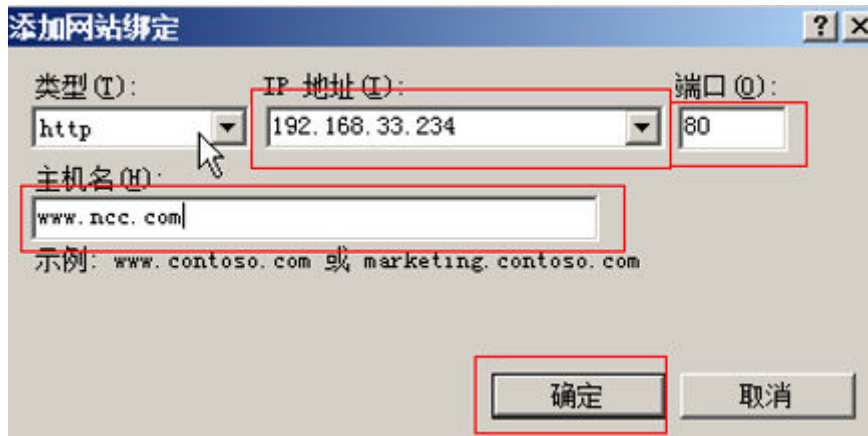 添加网站绑定
类型(T): IP 地址(I): 端口(O):
http 192.168.33.234 80
主机名(H):
www.ncc.com
示例: www.contoso.com 或 marketing.contoso.com
确定 取消